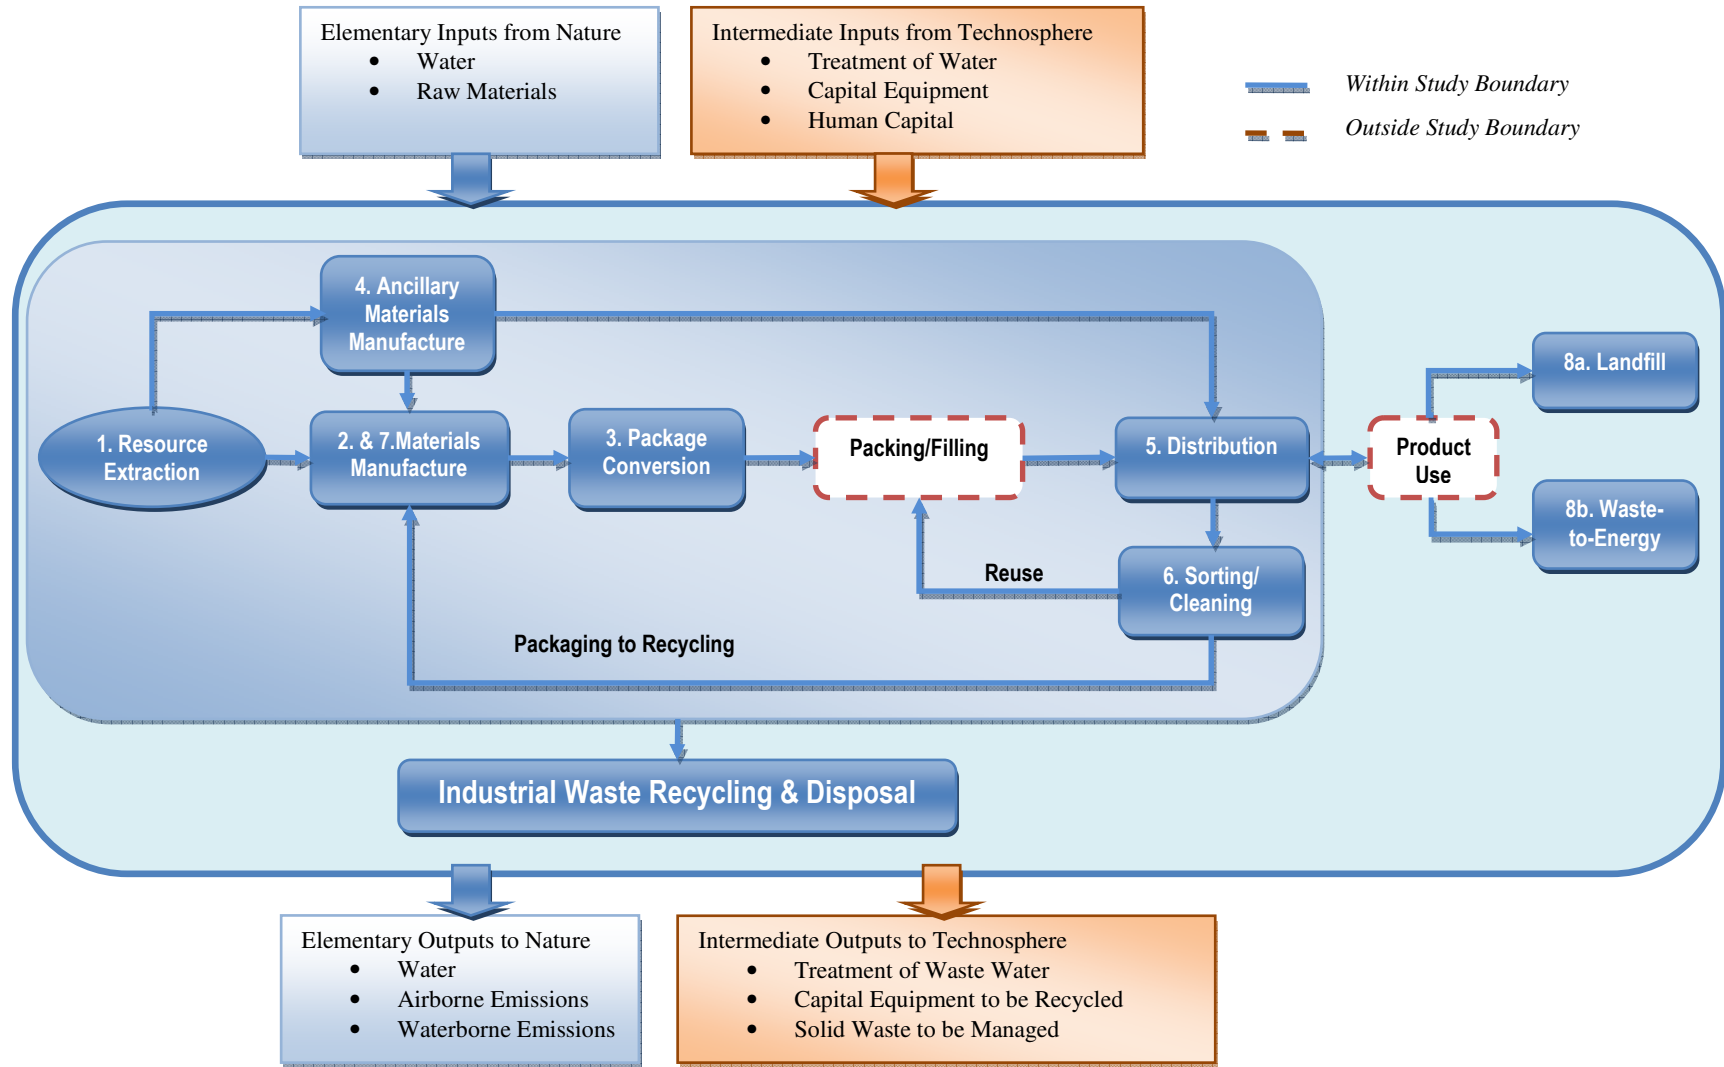 Elementary Inputs from Nature
• Water
• Raw Materials
Intermediate Inputs from Technosphere
• Treatment of Water
• Capital Equipment
• Human Capital
Within Study Boundary
Outside Study Boundary
4. Ancillary
Materials
Manufacture
1. Resource
Extraction
2. & 7.Materials
Manufacture
3. Package
Conversion
Packing/Filling
5. Distribution
Product
Use
8a. Landfill
8b. Waste-
to-Energy
Reuse
6. Sorting/
Cleaning
Packaging to Recycling
Industrial Waste Recycling & Disposal
Elementary Outputs to Nature
• Water
• Airborne Emissions
• Waterborne Emissions
Intermediate Outputs to Technosphere
• Treatment of Waste Water
• Capital Equipment to be Recycled
• Solid Waste to be Managed